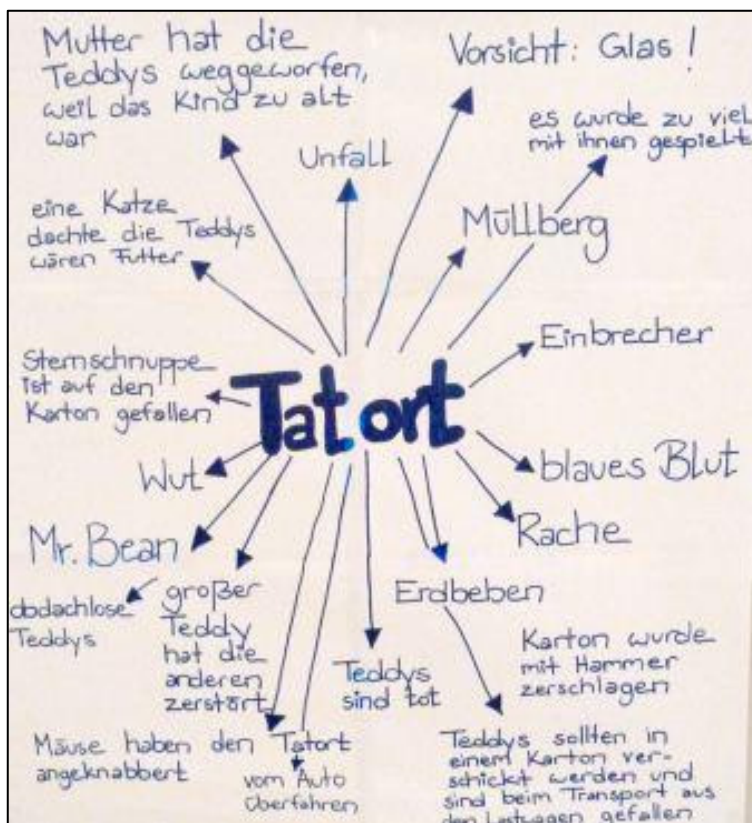 Mutter hat die
Teddys weggeworfen,
weil das Kind zu alt
war
Vorsicht: Glas!
es wurde zu viel
mit ihnen gespielt
Unfall
eine Katze
dachte die Teddys
wären Futter
Müllberg
Einbrecher
Sternschnuppe
ist auf den
Karton gefallen
Tatort
Wut
blaues Blut
Rache
Mr. Bean
obdachlose
Teddys
großer
Teddy
hat die
anderen
zerstört
Erdbeben
Teddys
sind tot
Karton wurde
mit Hammer
zerschlagen
Mäuse haben den Tatort
angeknabbert
vom Auto
überfahren
Teddys sollten in
einem Karton ver-
schickt werden und
sind beim Transport aus
den Lastwagen gefallen